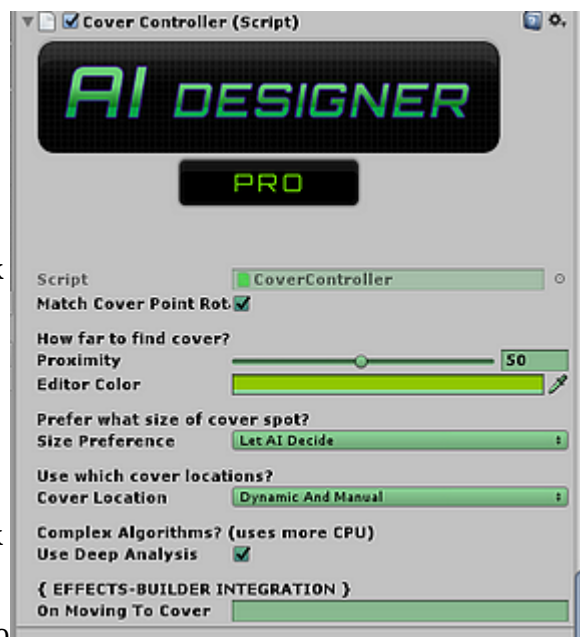 Cover Controller (Script)
AI DESIGNER
PRO
Script CoverController
Match Cover Point Rot
How far to find cover?
Proximity 50
Editor Color
Prefer what size of cover spot?
Size Preference Let AI Decide
Use which cover locations?
Cover Location Dynamic And Manual
Complex Algorithms? (uses more CPU)
Use Deep Analysis
{ EFFECTS-BUILDER INTEGRATION }
On Moving To Cover